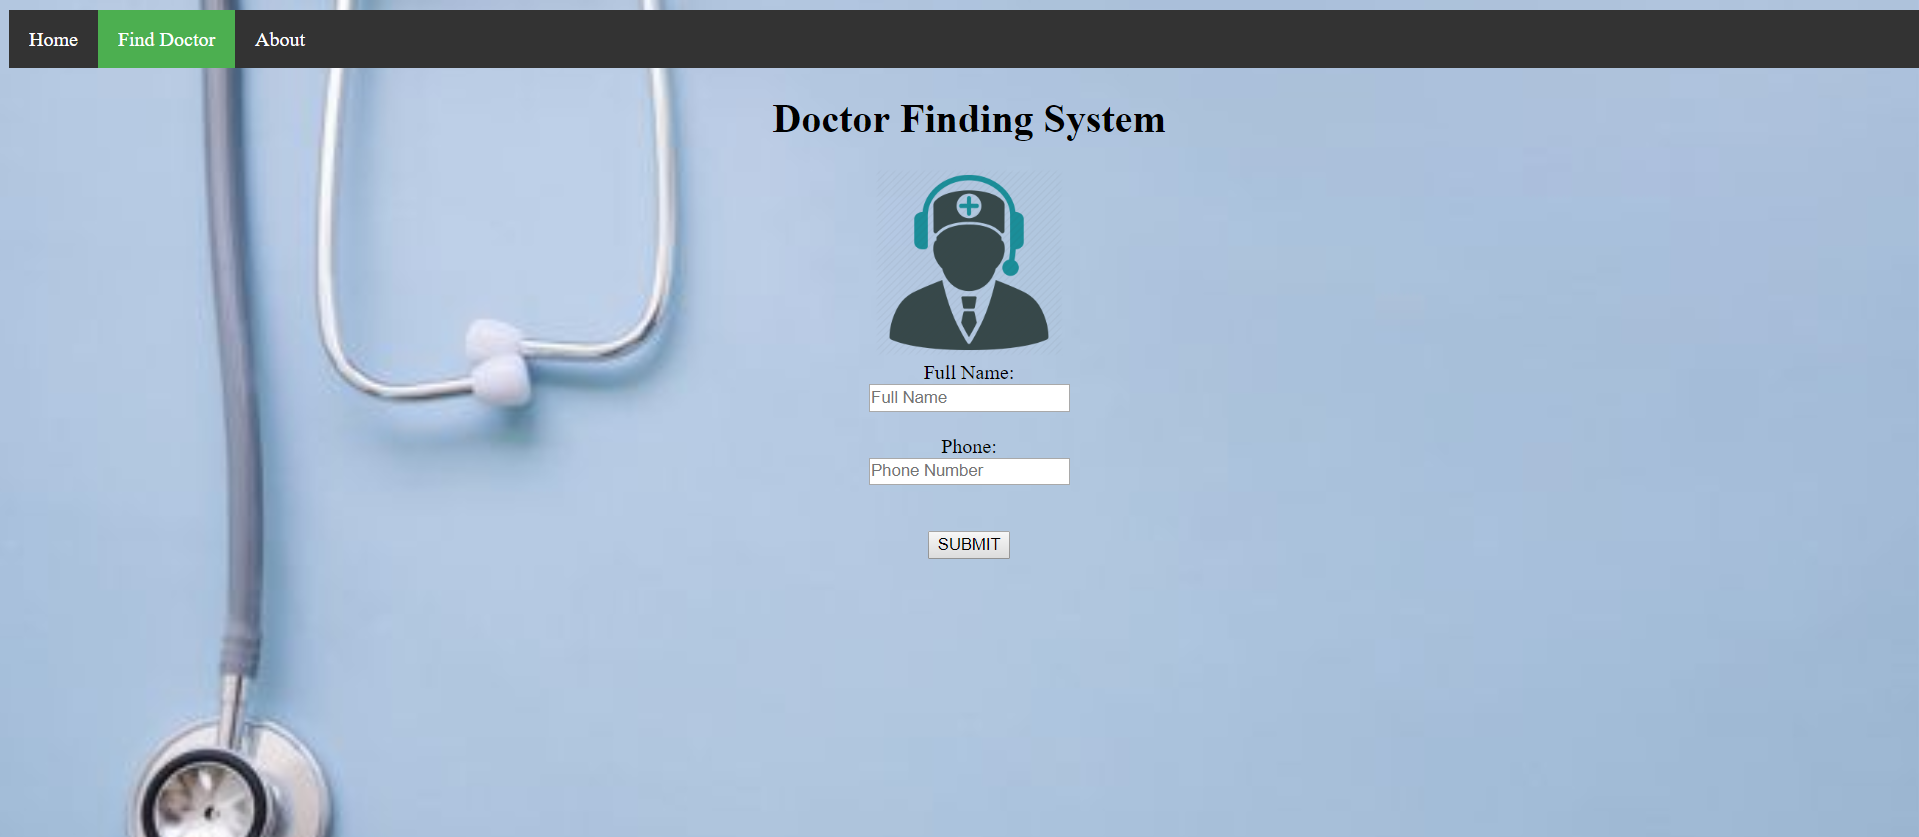 Home Find Doctor About
Doctor Finding System
Full Name:
Full Name
Phone:
Phone Number
SUBMIT